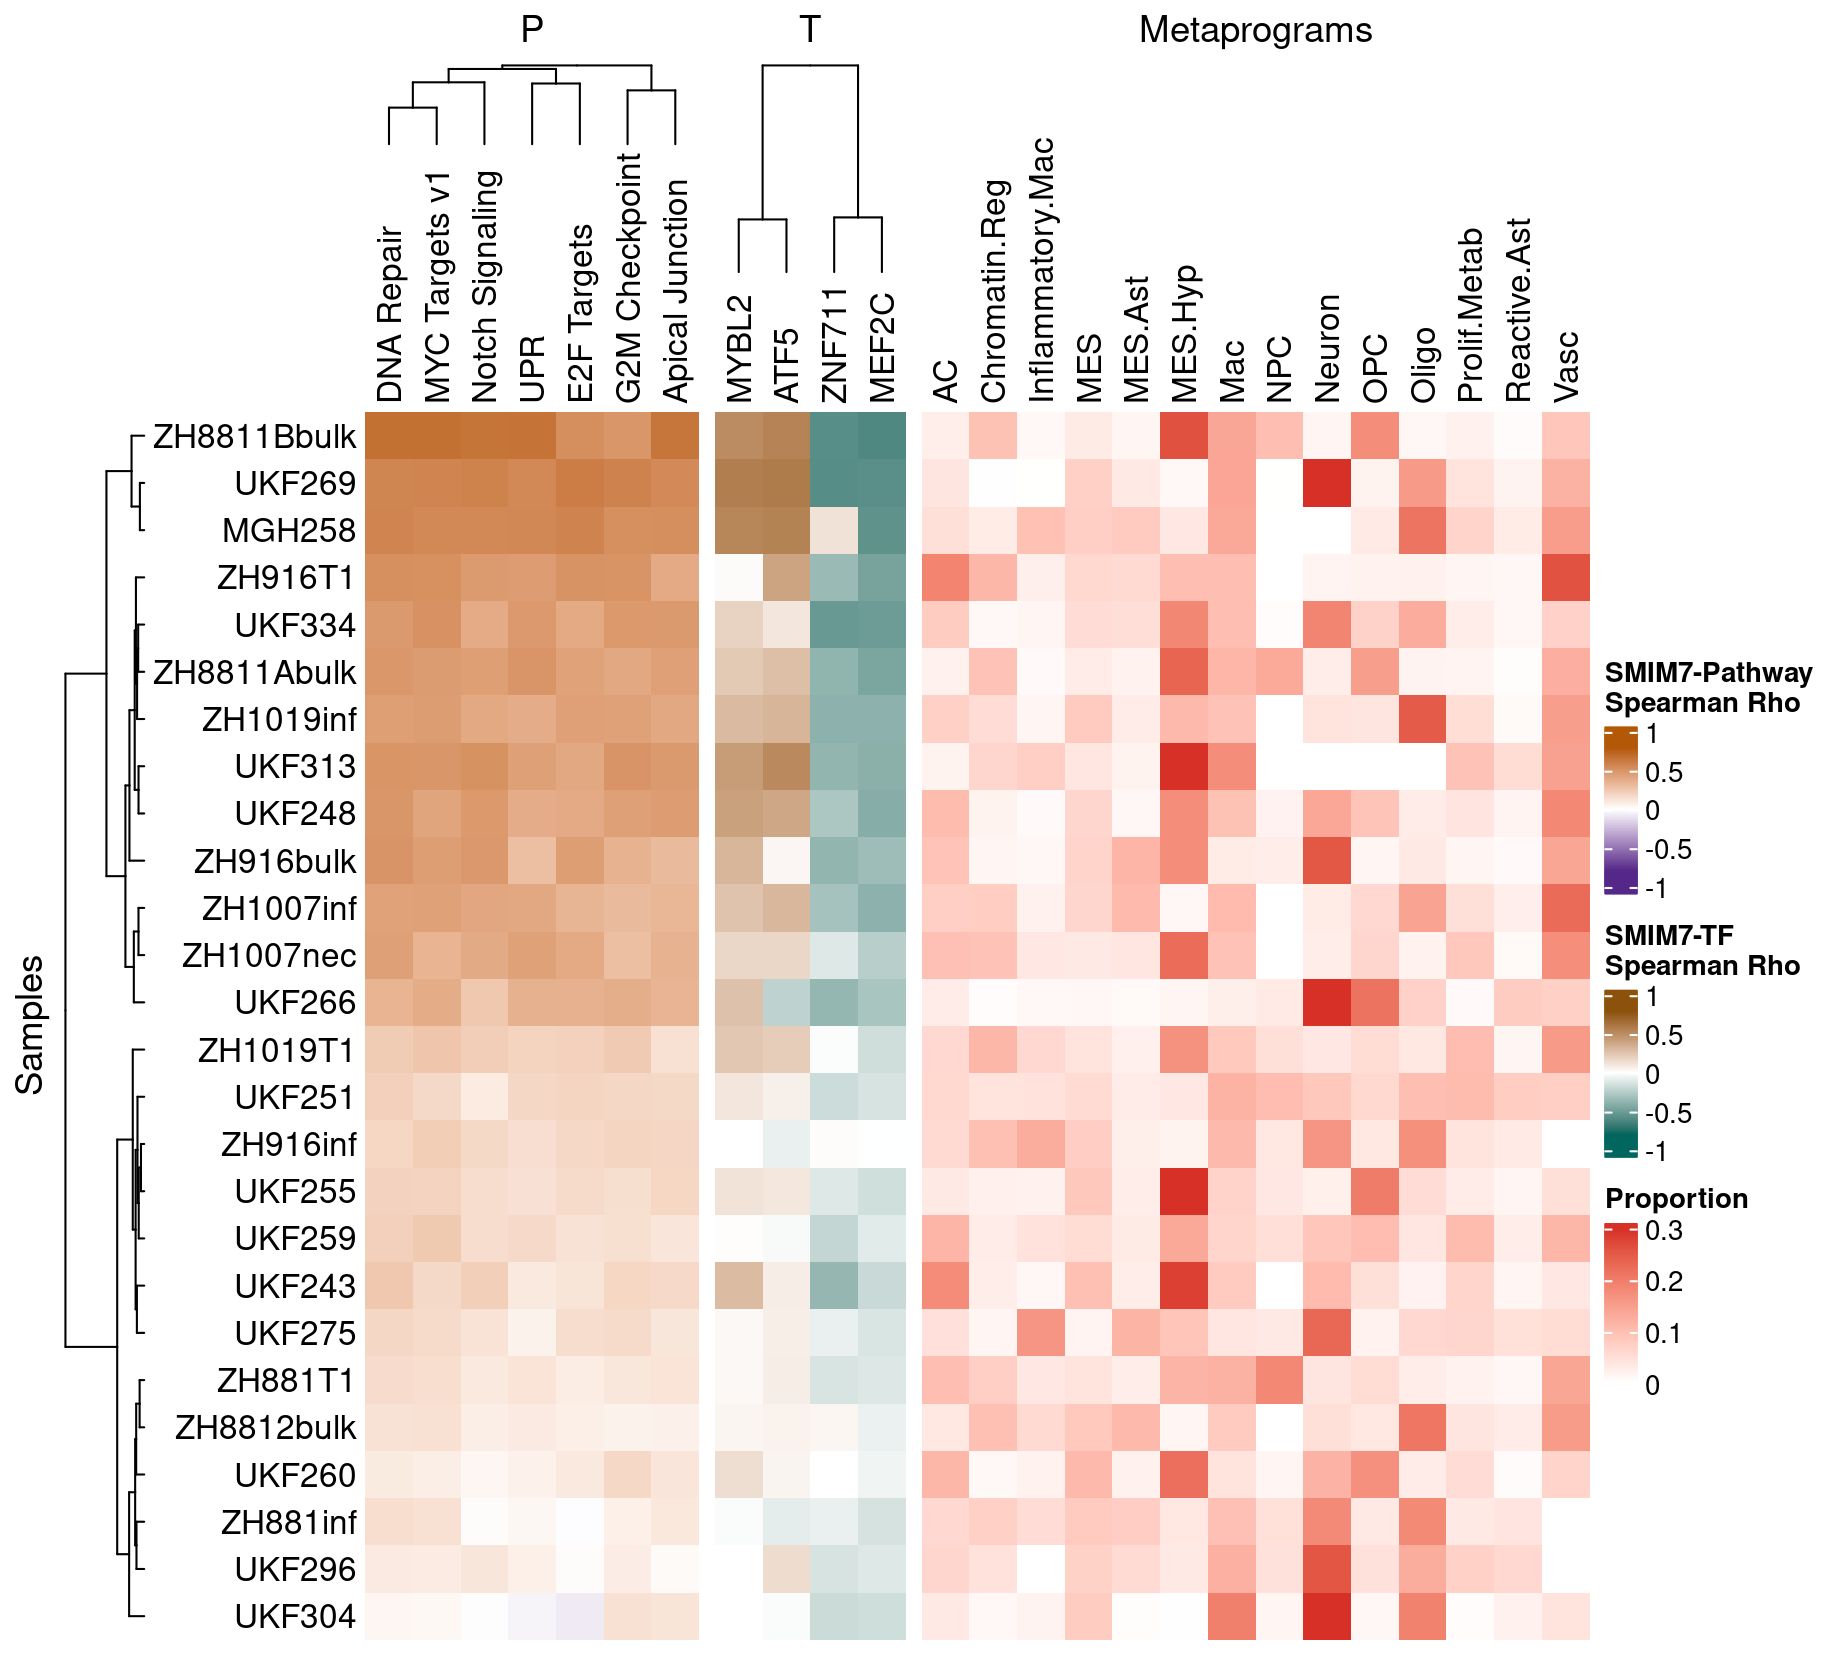 P
T
Metaprograms
DNA Repair
MYC Targets v1
Notch Signaling
UPR
E2F Targets
G2M Checkpoint
Apical Junction
MYBL2
ATF5
ZNF711
MEF2C
AC
Chromatin.Reg
Inflammatory.Mac
MES
MES.Ast
MES.Hyp
Mac
NPC
Neuron
OPC
Oligo
Prolif.Metab
Reactive.Ast
Vasc
Samples
ZH8811Bbulk
UKF269
MGH258
ZH916T1
UKF334
ZH8811Abulk
ZH1019inf
UKF313
UKF248
ZH916bulk
ZH1007inf
ZH1007nec
UKF266
ZH1019T1
UKF251
ZH916inf
UKF255
UKF259
UKF243
UKF275
ZH881T1
ZH8812bulk
UKF260
ZH881inf
UKF296
UKF304
SMIM7-Pathway
Spearman Rho
1
0.5
0
-0.5
-1
SMIM7-TF
Spearman Rho
1
0.5
0
-0.5
-1
Proportion
0.3
0.2
0.1
0